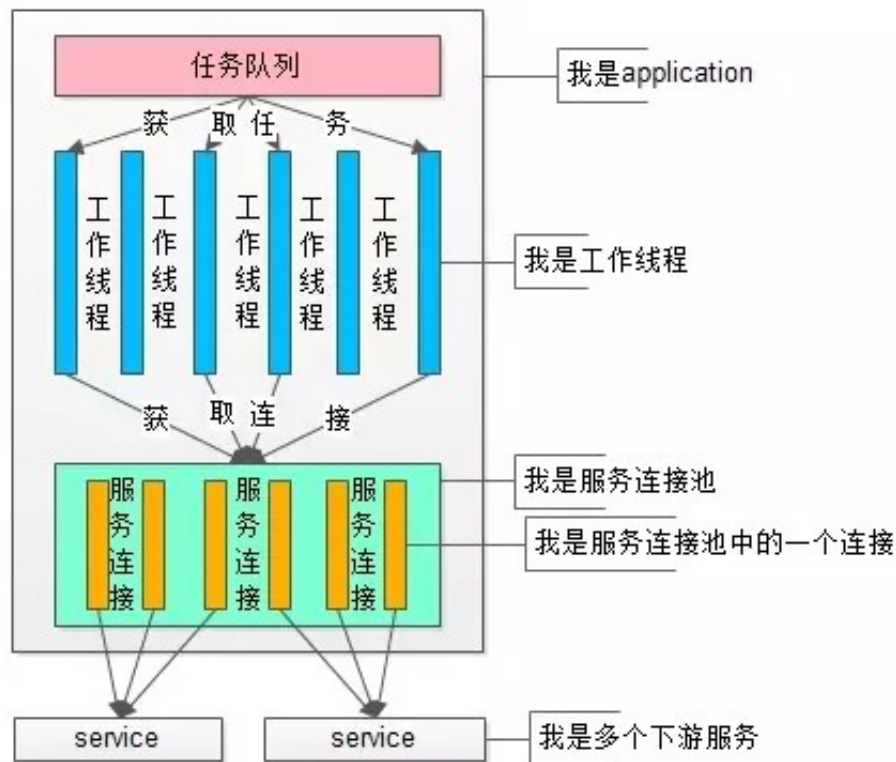 任务队列
我是application
获 取 任 务
工作线程
工作线程
工作线程
工作线程
工作线程
我是工作线程
获 取 连 接
我是服务连接池
服务连接
服务连接
服务连接
我是服务连接池中的一个连接
service
service
我是多个下游服务